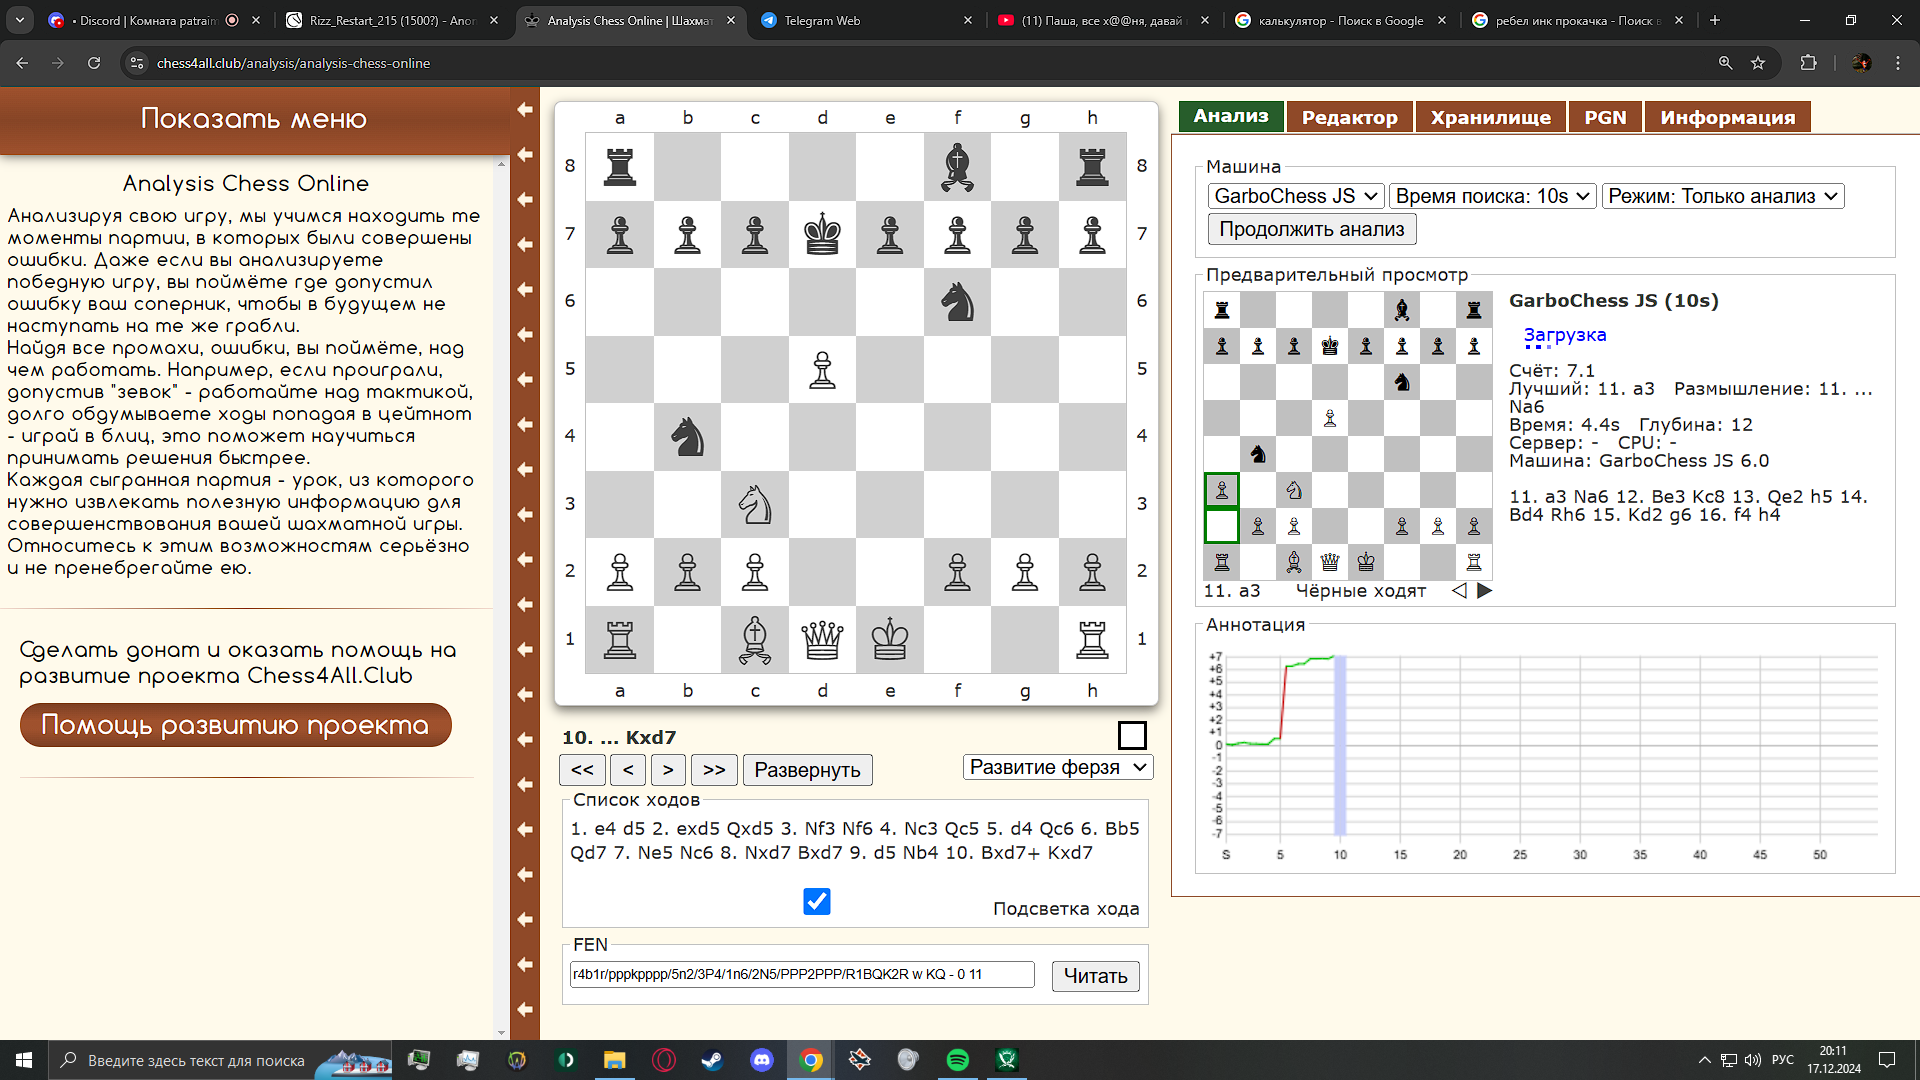 • Discord | Комната patraim
Rizz_Restart_215 (1500?) - Anon
Analysis Chess Online | Шахмат
Telegram Web
(11) Паша, все х@@ня, давай
калькулятор - Поиск в Google
ребел инк прокачка - Поиск в
chess4all.club/analysis/analysis-chess-online
Показать меню
Analysis Chess Online
Анализируя свою игру, мы учимся находить те
моменты партии, в которых были совершены
ошибки. Даже если вы анализируете
победную игру, вы поймёте где допустил
ошибку ваш соперник, чтобы в будущем не
наступать на те же грабли.
Найдя все промахи, ошибки, вы поймёте, над
чем работать. Например, если проиграли,
допустив "зевок" - работайте над тактикой,
долго обдумываете ходы попадая в цейтнот
- играй в блиц, это поможет научиться
принимать решения быстрее.
Каждая сыгранная партия - урок, из которого
нужно извлекать полезную информацию для
совершенствования вашей шахматной игры.
Относитесь к этим возможностям серьёзно
и не пренебрегайте ею.
Сделать донат и оказать помощь на
развитие проекта Chess4All.Club
Помощь развитию проекта
a b c d e f g h
8 8
7 7
6 6
5 5
4 4
3 3
2 2
1 1
a b c d e f g h
10. ... Kxd7
<< < > >> Развернуть
Развитие ферзя
Список ходов
1. e4 d5 2. exd5 Qxd5 3. Nf3 Nf6 4. Nc3 Qc5 5. d4 Qc6 6. Bb5
Qd7 7. Ne5 Nc6 8. Nxd7 Bxd7 9. d5 Nb4 10. Bxd7+ Kxd7
Подсветка хода
FEN
r4b1r/pppkpppp/5n2/3P4/1n6/2N5/PPP2PPP/R1BQK2R w KQ - 0 11
Читать
Анализ Редактор Хранилище PGN Информация
Машина
GarboChess JS Время поиска: 10s Режим: Только анализ
Продолжить анализ
Предварительный просмотр
GarboChess JS (10s)
Загрузка
Счёт: 7.1
Лучший: 11. a3 Размышление: 11. ...
Na6
Время: 4.4s Глубина: 12
Сервер: - CPU: -
Машина: GarboChess JS 6.0
11. a3 Na6 12. Be3 Kc8 13. Qe2 h5 14.
Bd4 Rh6 15. Kd2 g6 16. f4 h4
11. a3 Чёрные ходят
Аннотация
+7
+6
+5
+4
+3
+2
+1
0
-1
-2
-3
-4
-5
-6
-7
S 5 10 15 20 25 30 35 40 45 50
Введите здесь текст для поиска
РУС
20:11
17.12.2024